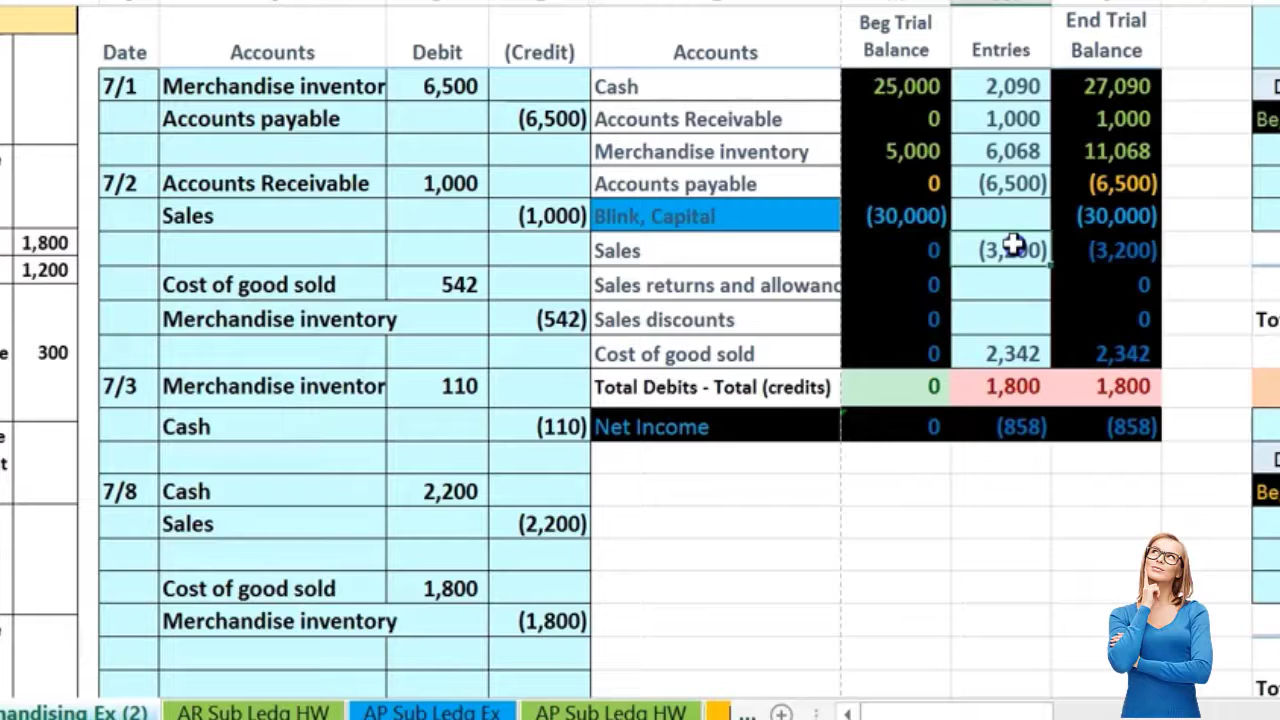 Beg Trial End Trial
Date Accounts Debit (Credit) Accounts Balance Entries Balance
7/1 Merchandise inventor 6,500 Cash 25,000 2,090 27,090
Accounts payable (6,500) Accounts Receivable 0 1,000 1,000
Merchandise inventory 5,000 6,068 11,068
7/2 Accounts Receivable 1,000 Accounts payable 0 (6,500) (6,500)
Sales (1,000) Blink, Capital (30,000) (30,000)
1,800 Sales 0 (3,200) (3,200)
1,200
Cost of good sold 542 Sales returns and allowanc 0 0
Merchandise inventory (542) Sales discounts 0 0
300 Cost of good sold 0 2,342 2,342
7/3 Merchandise inventor 110 Total Debits - Total (credits) 0 1,800 1,800
Cash (110) Net Income 0 (858) (858)
7/8 Cash 2,200
Sales (2,200)
Cost of good sold 1,800
Merchandise inventory (1,800)
handising Ex (2) AR Sub Ledg HW AP Sub Ledg Ex AP Sub Ledg HW ...